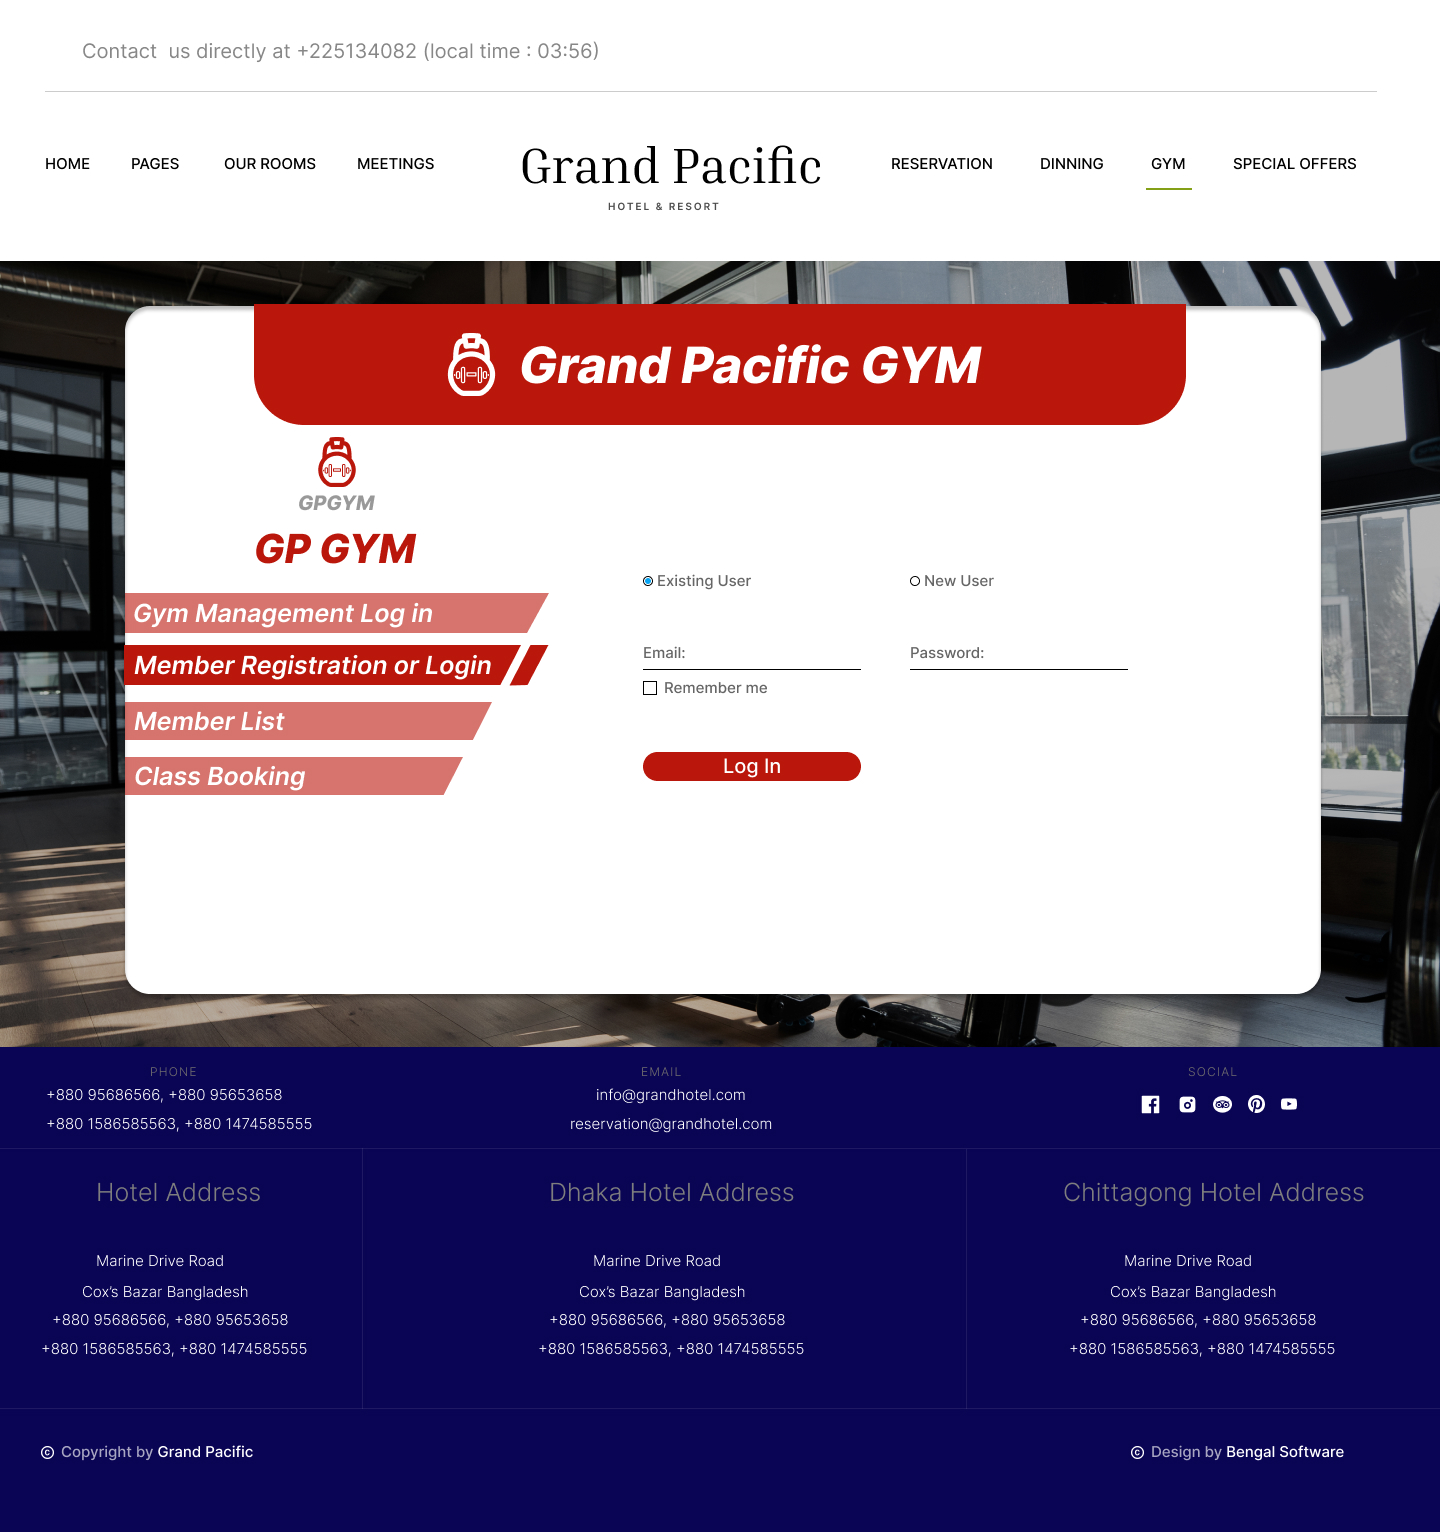 Contact  us directly at +225134082 (local time : 03:56)
HOME PAGES OUR ROOMS MEETINGS Grand Pacific RESERVATION DINNING GYM SPECIAL OFFERS
HOTEL & RESORT
Grand Pacific GYM
GPGYM
GP GYM
Existing User New User
Gym Management Log in
Email: Password:
Member Registration or Login
Remember me
Member List
Log In
Class Booking
PHONE EMAIL SOCIAL
+880 95686566, +880 95653658 info@grandhotel.com
+880 1586585563, +880 1474585555 reservation@grandhotel.com
Hotel Address Dhaka Hotel Address Chittagong Hotel Address
Marine Drive Road Marine Drive Road Marine Drive Road
Cox's Bazar Bangladesh Cox's Bazar Bangladesh Cox's Bazar Bangladesh
+880 95686566, +880 95653658 +880 95686566, +880 95653658 +880 95686566, +880 95653658
+880 1586585563, +880 1474585555 +880 1586585563, +880 1474585555 +880 1586585563, +880 1474585555
© Copyright by Grand Pacific © Design by Bengal Software